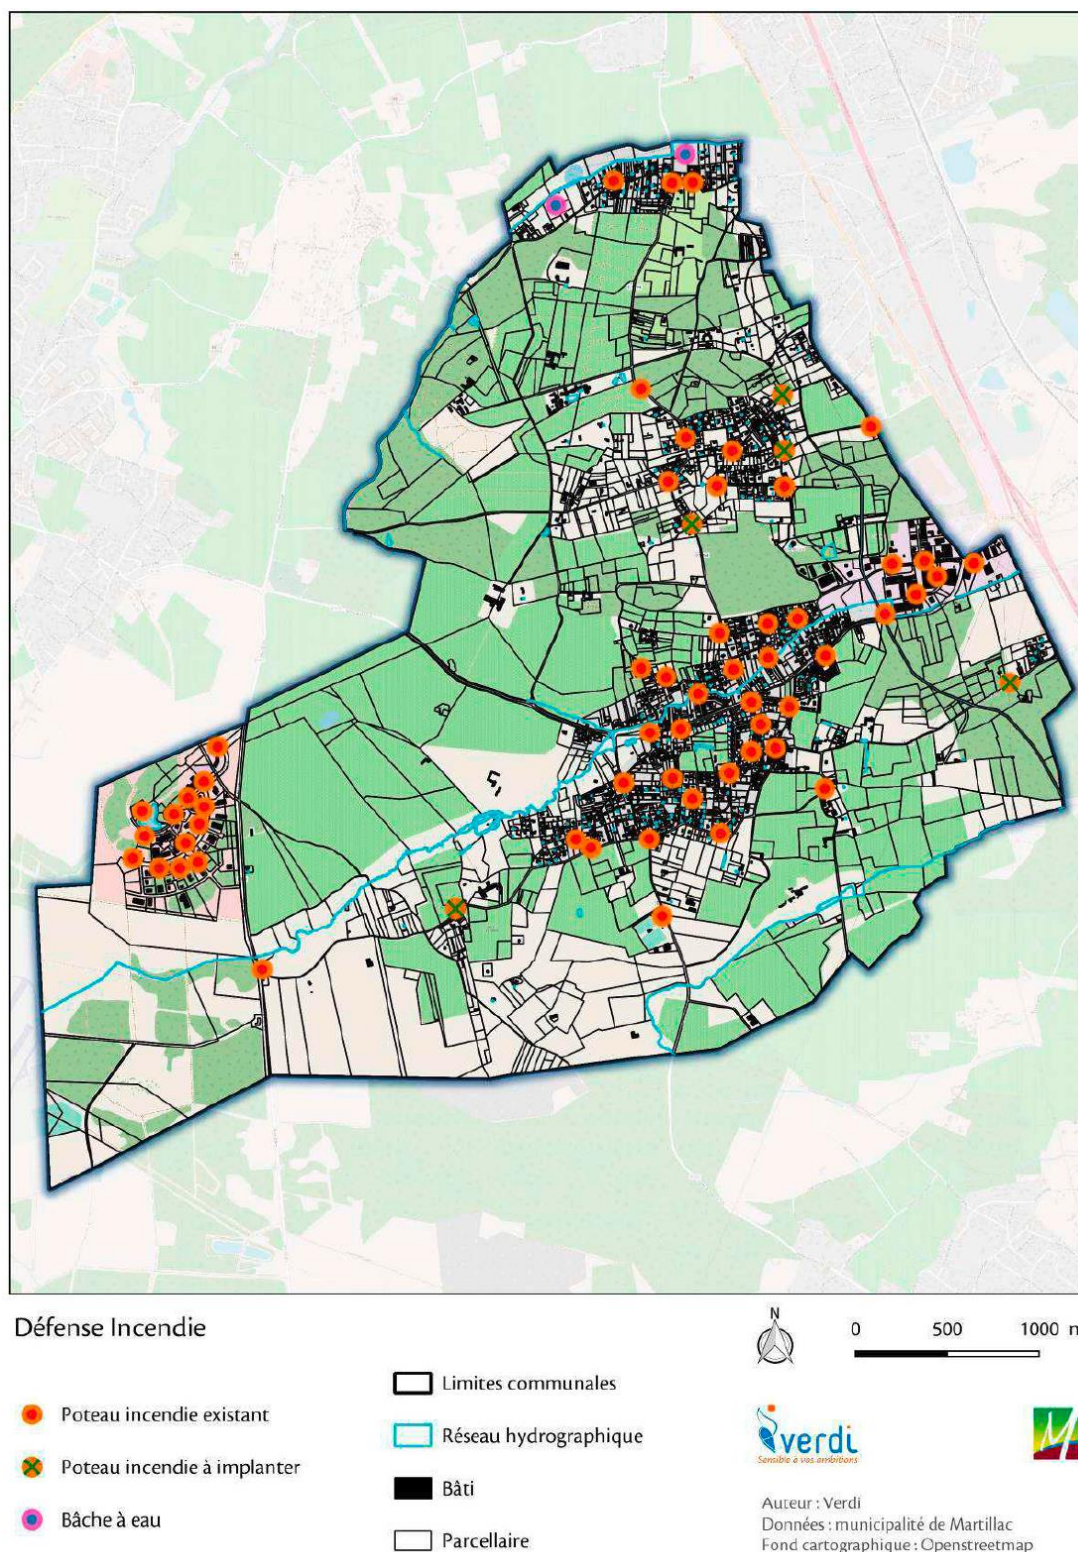 Défense Incendie
Poteau incendie existant
Poteau incendie à implanter
Bâche à eau
Limites communales
Réseau hydrographique
Bâti
Parcellaire
N
0 500 1000 m
verdi
Sensible à vos ambitions
M
Auteur : Verdi
Données : municipalité de Martillac
Fond cartographique : Openstreetmap